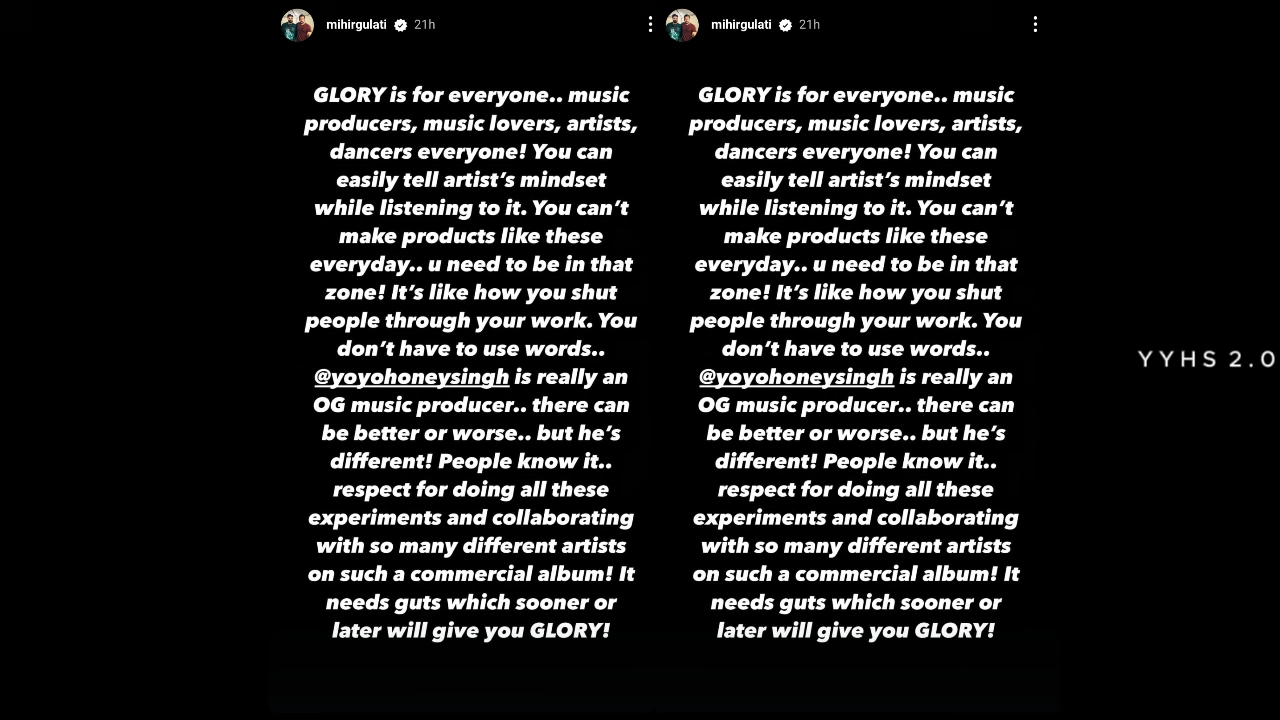 mihirgulati 21h
GLORY is for everyone.. music
producers, music lovers, artists,
dancers everyone! You can
easily tell artist’s mindset
while listening to it. You can’t
make products like these
everyday.. u need to be in that
zone! It’s like how you shut
people through your work. You
don’t have to use words..
@yoyohoneysingh is really an
OG music producer.. there can
be better or worse.. but he’s
different! People know it..
respect for doing all these
experiments and collaborating
with so many different artists
on such a commercial album! It
needs guts which sooner or
later will give you GLORY!
mihirgulati 21h
GLORY is for everyone.. music
producers, music lovers, artists,
dancers everyone! You can
easily tell artist’s mindset
while listening to it. You can’t
make products like these
everyday.. u need to be in that
zone! It’s like how you shut
people through your work. You
don’t have to use words..
@yoyohoneysingh is really an
OG music producer.. there can
be better or worse.. but he’s
different! People know it..
respect for doing all these
experiments and collaborating
with so many different artists
on such a commercial album! It
needs guts which sooner or
later will give you GLORY!
YYHS 2.0